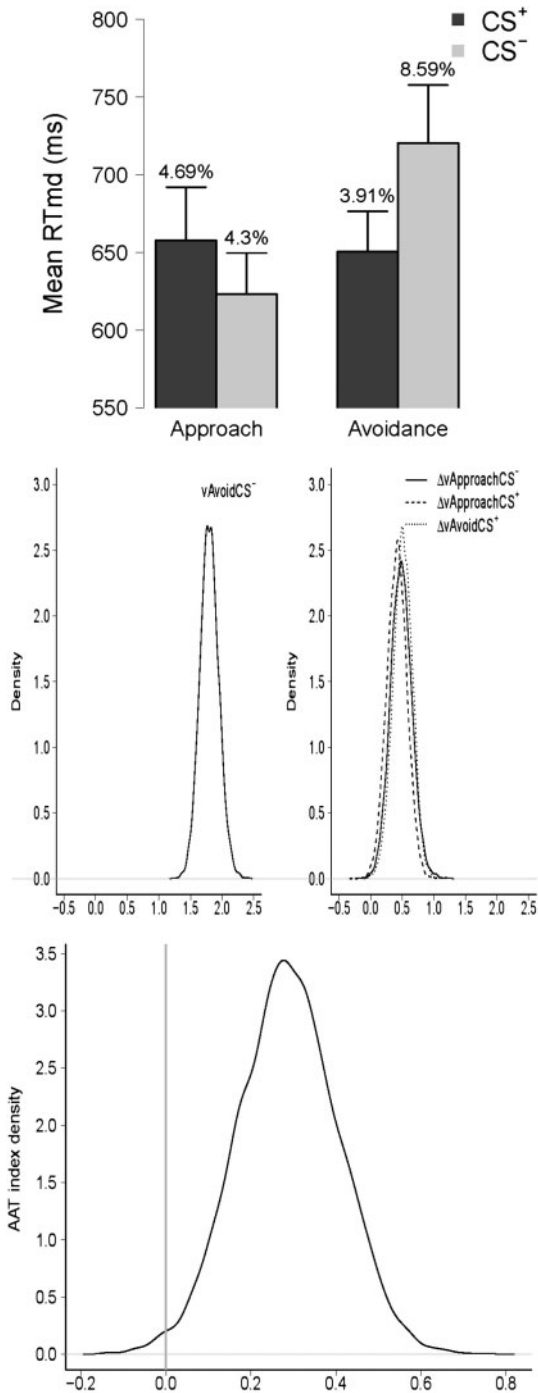 800
750
700
650
600
550
Mean RTmd (ms)
CS⁺
CS⁻
4.69%
4.3%
3.91%
8.59%
Approach
Avoidance
3.0
2.5
2.0
1.5
1.0
0.5
0.0
Density
vAvoidCS⁻
-0.5 0.0 0.5 1.0 1.5 2.0 2.5
3.0
2.5
2.0
1.5
1.0
0.5
0.0
Density
ΔvApproachCS⁻
ΔvApproachCS⁺
ΔvAvoidCS⁺
-0.5 0.0 0.5 1.0 1.5 2.0 2.5
3.5
3.0
2.5
2.0
1.5
1.0
0.5
0.0
AAT index density
−0.2 0.0 0.2 0.4 0.6 0.8